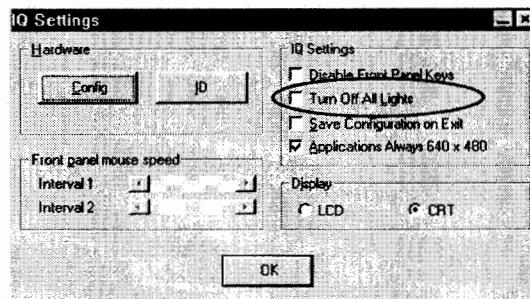 IQ Settings
Hardware
Config
ID
Front panel mouse speed
Interval 1
Interval 2
IQ Settings
Disable Front Panel Keys
Turn Off All Lights
Save Configuration on Exit
Applications Always 640 x 480
Display
LCD
CRT
OK